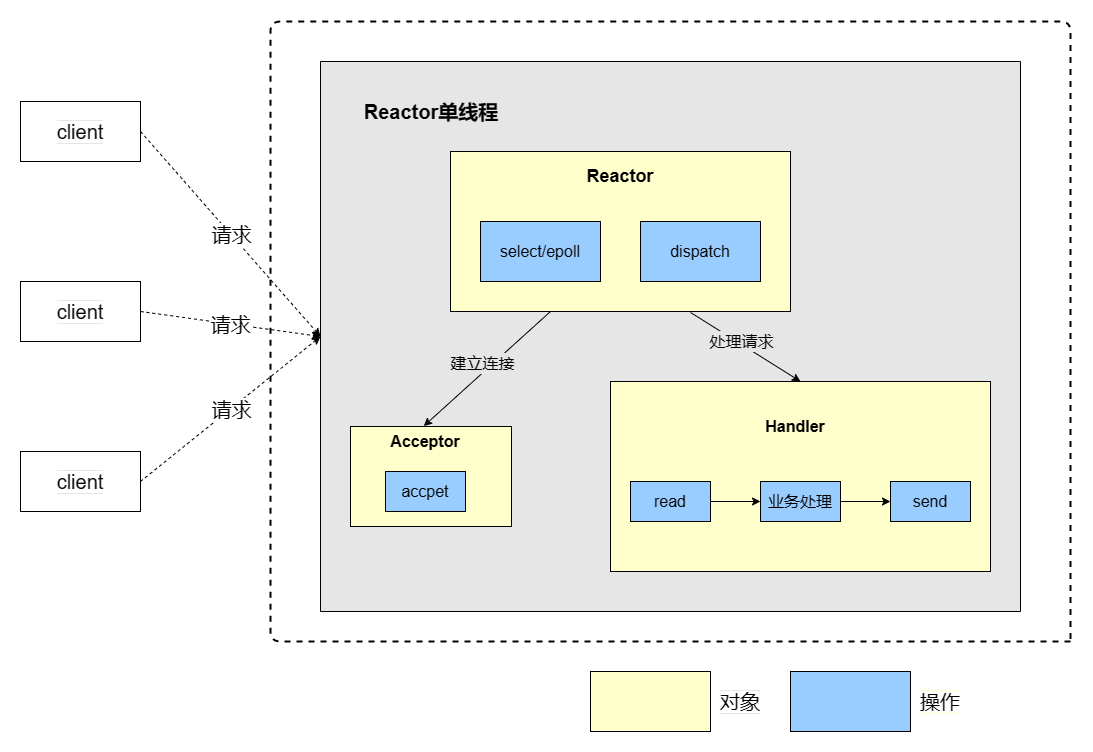 Reactor单线程
client
请求
Reactor
select/epoll
dispatch
client
请求
建立连接
处理请求
client
请求
Acceptor
accpet
Handler
read
业务处理
send
对象
操作